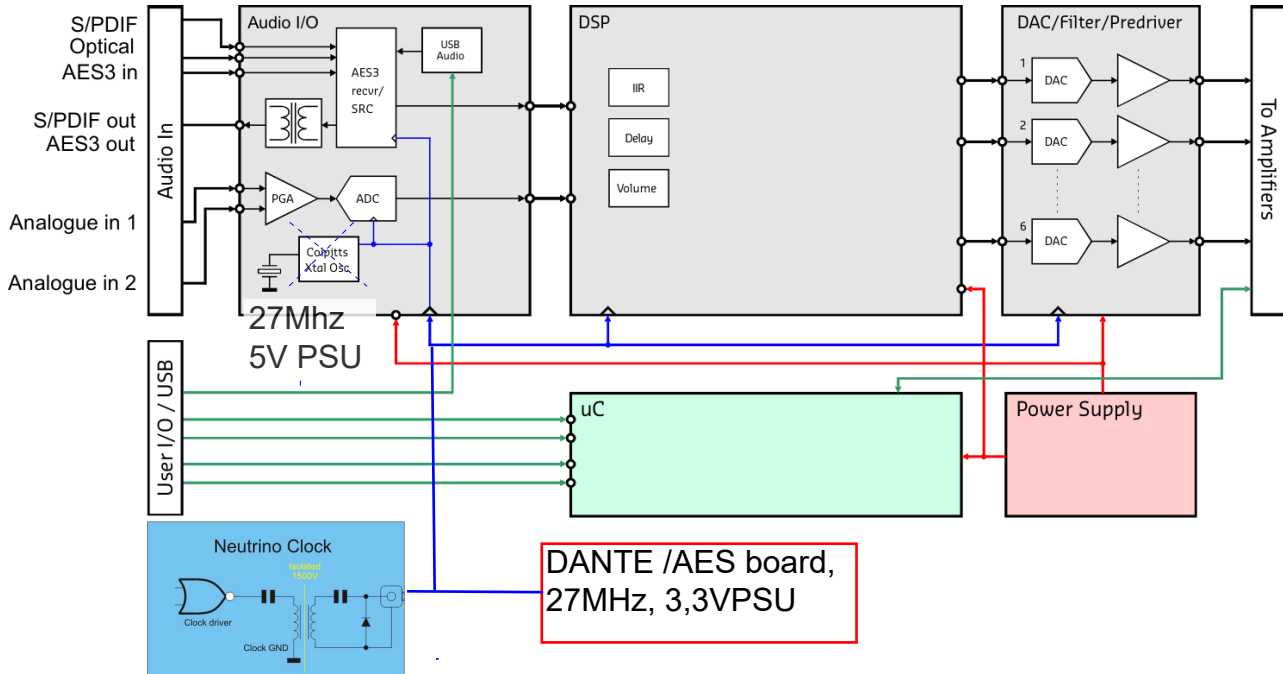 S/PDIF
Optical
AES3 in
S/PDIF out
AES3 out
Analogue in 1
Analogue in 2
Audio In
Audio I/O
AES3
recvr/
SRC
USB
Audio
PGA
ADC
Colpitts
Xtal Osc
27Mhz
5V PSU
DSP
IIR
Delay
Volume
DAC/Filter/Predriver
1
DAC
2
DAC
6
DAC
To Amplifiers
User I/O / USB
uC
Power Supply
Neutrino Clock
Isolated
1500V
Clock driver
Clock GND
DANTE /AES board,
27MHz, 3,3VPSU